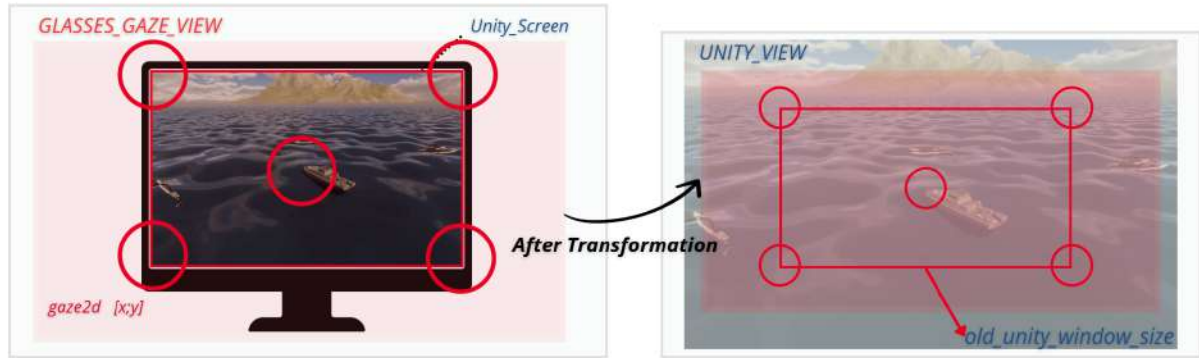 GLASSES_GAZE_VIEW
Unity_Screen
gaze2d [x;y]
After Transformation
UNITY_VIEW
old_unity_window_size